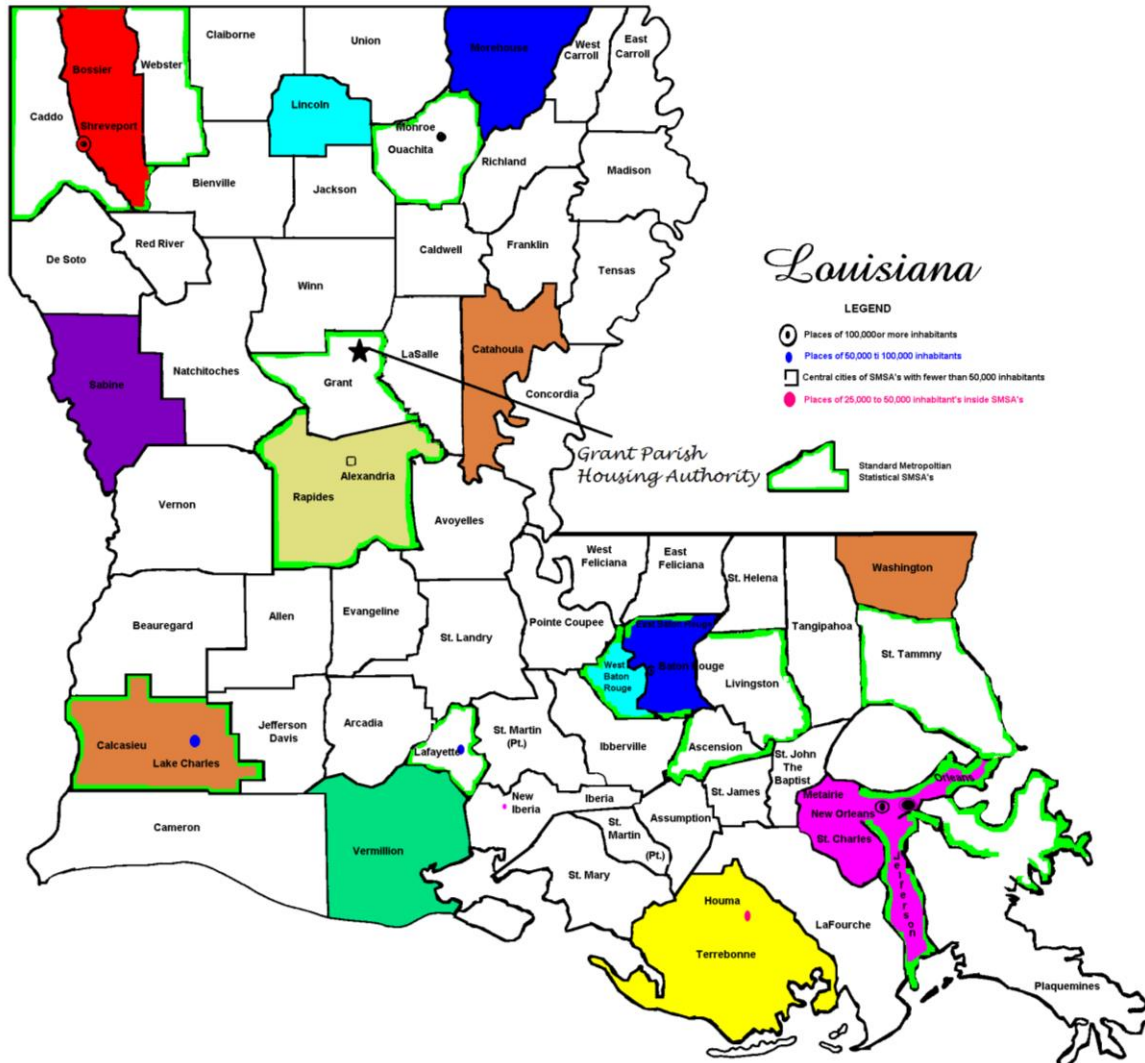 Claiborne
Union
Morehouse
West
Carroll
East
Carroll
Bossier
Webster
Lincoln
Caddo
Shreveport
Monroe
Ouachita
Richland
Madison
Bienville
Jackson
Red River
Caldwell
Franklin
De Soto
Tensas
Winn
Louisiana
LEGEND
Places of 100,000or more inhabitants
Places of 50,000 ti 100,000 inhabitants
Central cities of SMSA's with fewer than 50,000 inhabitants
Places of 25,000 to 50,000 inhabitant's inside SMSA's
Standard Metropoltian
Statistical SMSA's
Sabine
Natchitoches
Grant
LaSalle
Catahoula
Concordia
Grant Parish
Housing Authority
Alexandria
Rapides
Vernon
Avoyelles
West
Feliciana
East
Feliciana
St. Helena
Washington
Beauregard
Allen
Evangeline
St. Landry
Pointe Coupee
East Baton Rouge
Tangipahoa
St. Tammny
West
Baton
Rouge
Baton Rouge
Livingston
Calcasieu
Lake Charles
Jefferson
Davis
Arcadia
Lafayette
St. Martin
(Pt.)
Ibberville
Ascension
St. John
The
Baptist
Orleans
Cameron
Vermillion
New
Iberia
Iberia
St.
Martin
(Pt.)
Assumption
St. James
Metairie
New Orleans
St. Charles
Jefferson
St. Mary
Houma
Terrebonne
LaFourche
Plaquemines